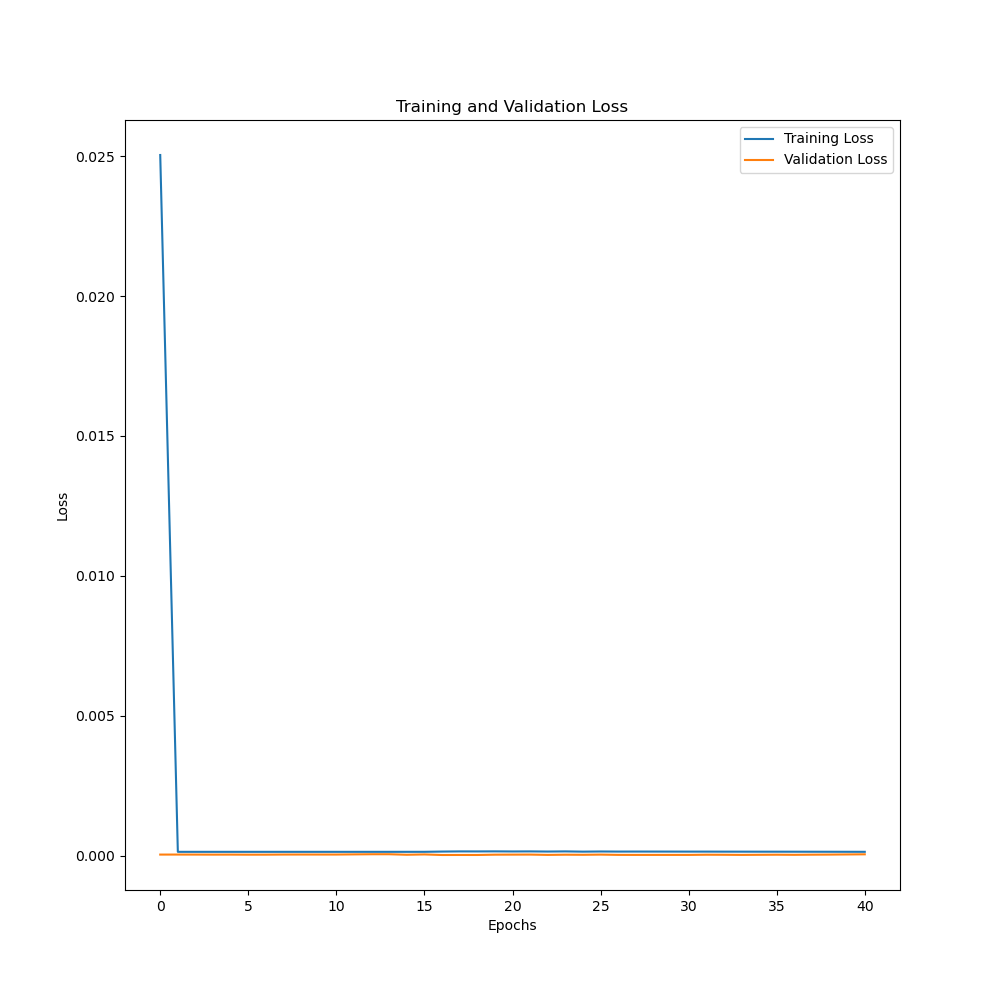 Training and Validation Loss
Training Loss
Validation Loss
0.025
0.020
0.015
0.010
0.005
0.000
Loss
0 5 10 15 20 25 30 35 40
Epochs